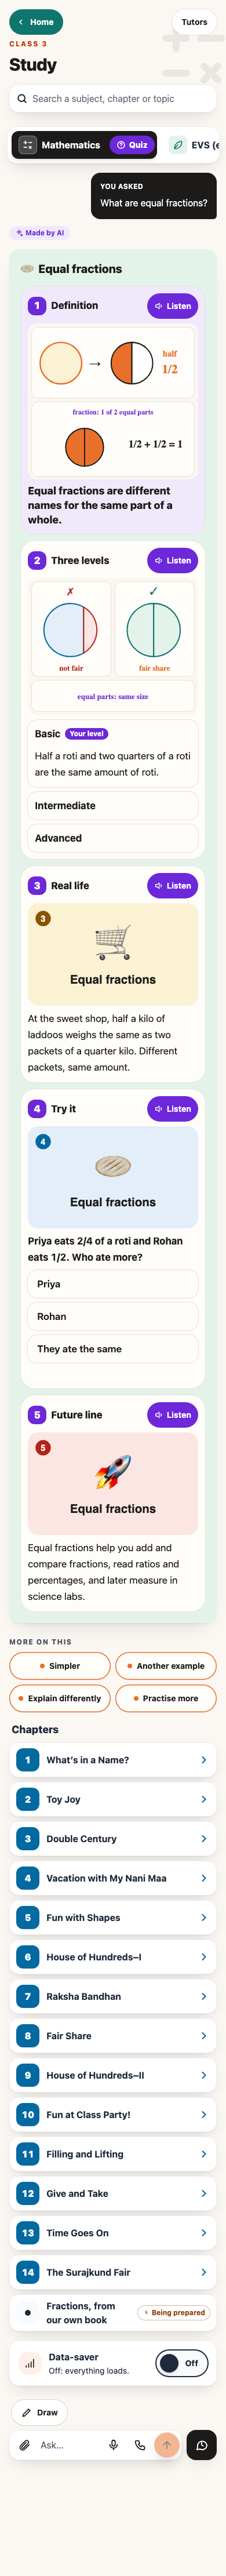 Home
Tutors
CLASS 3
Study
Search a subject, chapter or topic
Mathematics
Quiz
EVS (e
YOU ASKED
What are equal fractions?
Made by AI
Equal fractions
1
Definition
Listen
→
half
1/2
fraction: 1 of 2 equal parts
1/2 + 1/2 = 1
Equal fractions are different
names for the same part of a
whole.
2
Three levels
Listen
✗
✓
not fair
fair share
equal parts: same size
Basic
Your level
Half a roti and two quarters of a roti
are the same amount of roti.
Intermediate
Advanced
3
Real life
Listen
3
Equal fractions
At the sweet shop, half a kilo of
laddoos weighs the same as two
packets of a quarter kilo. Different
packets, same amount.
4
Try it
Listen
4
Equal fractions
Priya eats 2/4 of a roti and Rohan
eats 1/2. Who ate more?
Priya
Rohan
They ate the same
5
Future line
Listen
5
Equal fractions
Equal fractions help you add and
compare fractions, read ratios and
percentages, and later measure in
science labs.
MORE ON THIS
Simpler
Another example
Explain differently
Practise more
Chapters
1
What's in a Name?
2
Toy Joy
3
Double Century
4
Vacation with My Nani Maa
5
Fun with Shapes
6
House of Hundreds–I
7
Raksha Bandhan
8
Fair Share
9
House of Hundreds–II
10
Fun at Class Party!
11
Filling and Lifting
12
Give and Take
13
Time Goes On
14
The Surajkund Fair
Fractions, from
our own book
Being prepared
Data-saver
Off: everything loads.
Off
Draw
Ask...